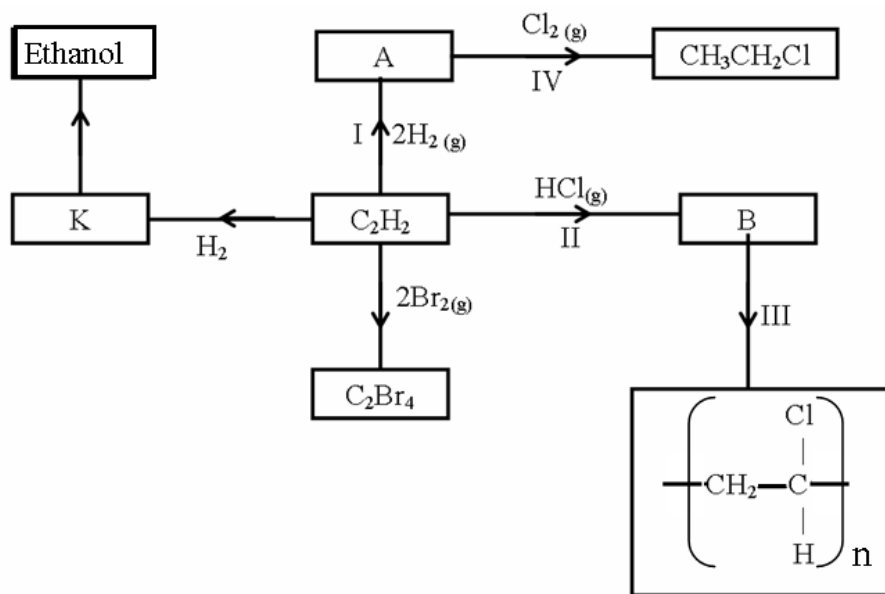 Ethanol
A
Cl₂ (g)
IV
CH₃CH₂Cl
I
2H₂ (g)
K
H₂
C₂H₂
HCl(g)
II
B
2Br₂(g)
III
C₂Br₄
Cl
CH₂ C
H
n